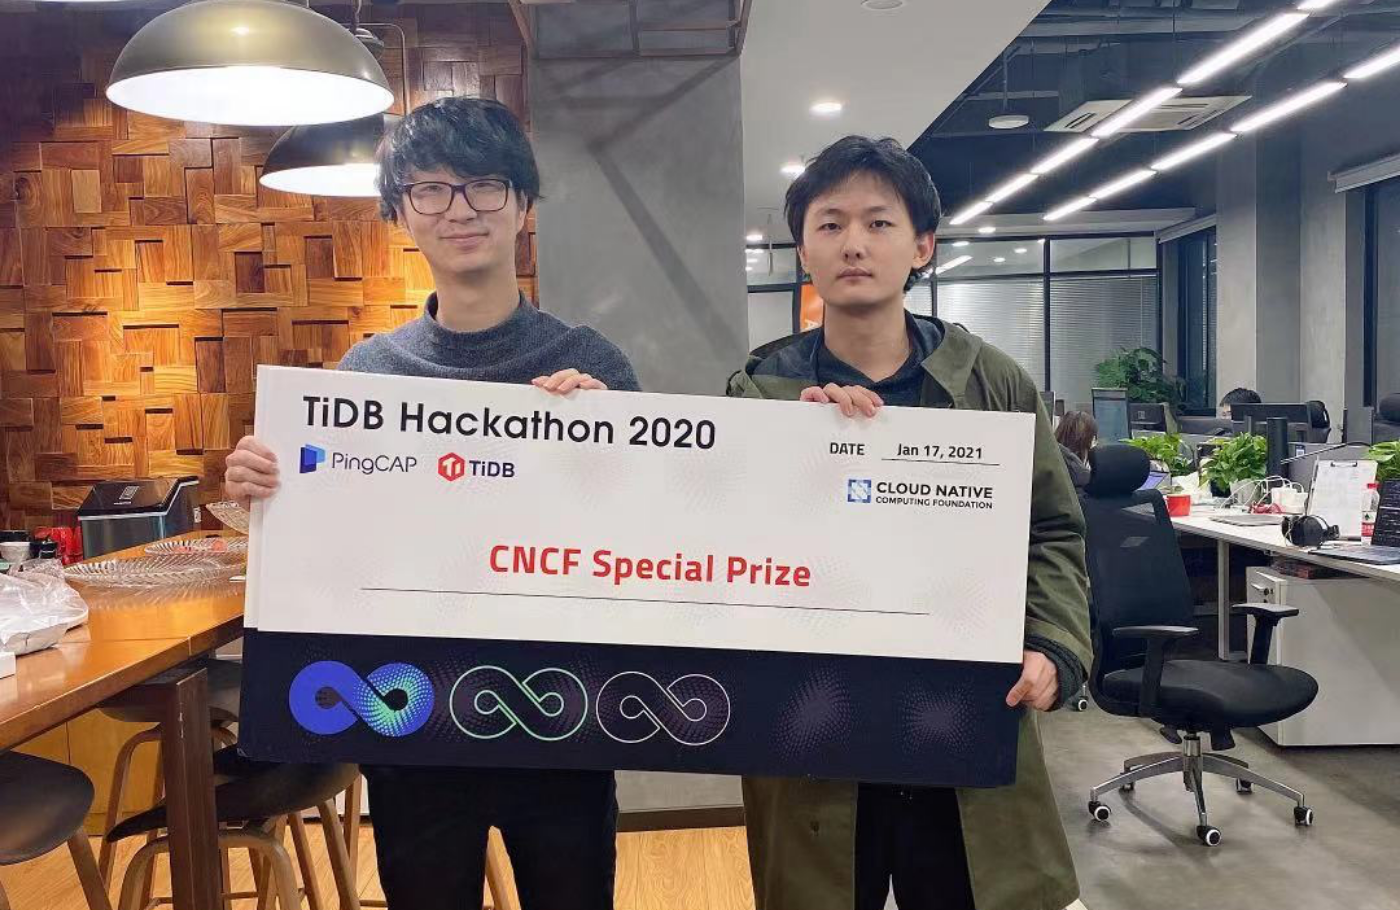 TiDB Hackathon 2020
PingCAP
TiDB
DATE Jan 17, 2021
CLOUD NATIVE
COMPUTING FOUNDATION
CNCF Special Prize